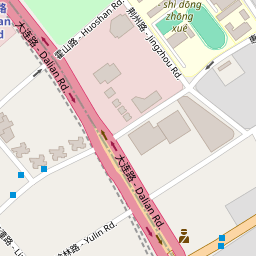 shì dōng
zhōng
xué
霍山路 - Huoshan Rd.
荆州路 - Jingzhou Rd.
大连路 - Dalian Rd
大连路 - Dalian Rd.
林路 - Yulin Rd.